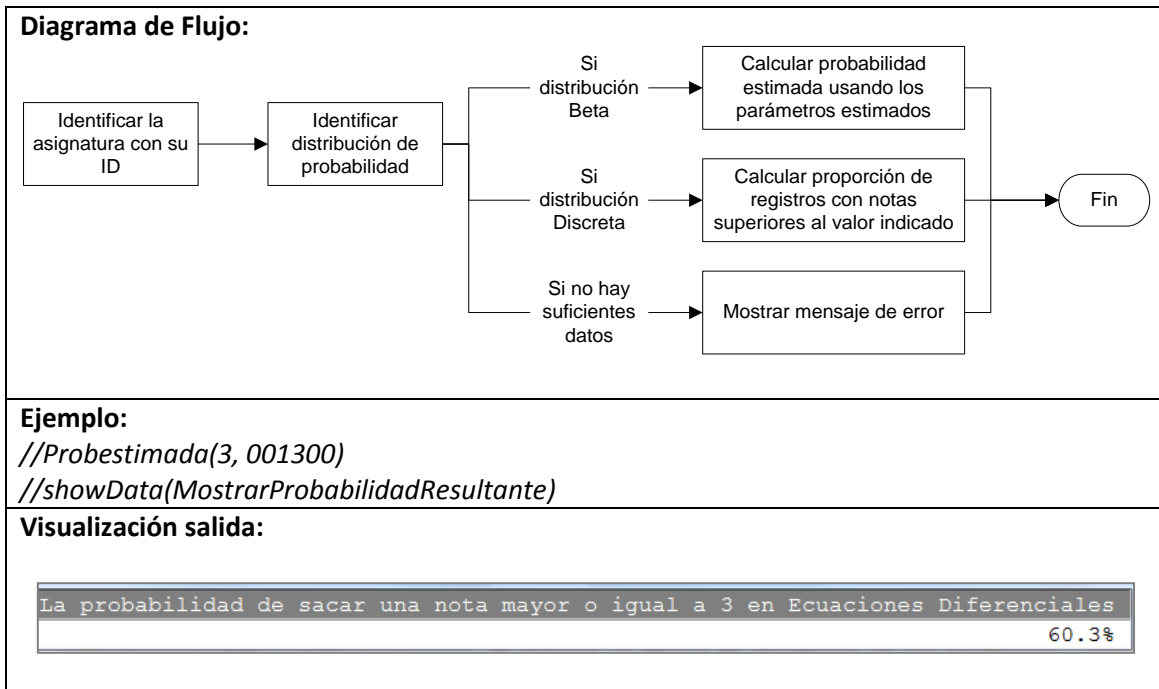 Diagrama de Flujo:
Identificar la
asignatura con su
ID
Identificar
distribución de
probabilidad
Si
distribución
Beta
Calcular probabilidad
estimada usando los
parámetros estimados
Si
distribución
Discreta
Calcular proporción de
registros con notas
superiores al valor indicado
Si no hay
suficientes
datos
Mostrar mensaje de error
Fin
Ejemplo:
//Probestimada(3, 001300)
//showData(MostrarProbabilidadResultante)
Visualización salida:
La probabilidad de sacar una nota mayor o igual a 3 en Ecuaciones Diferenciales
60.3%